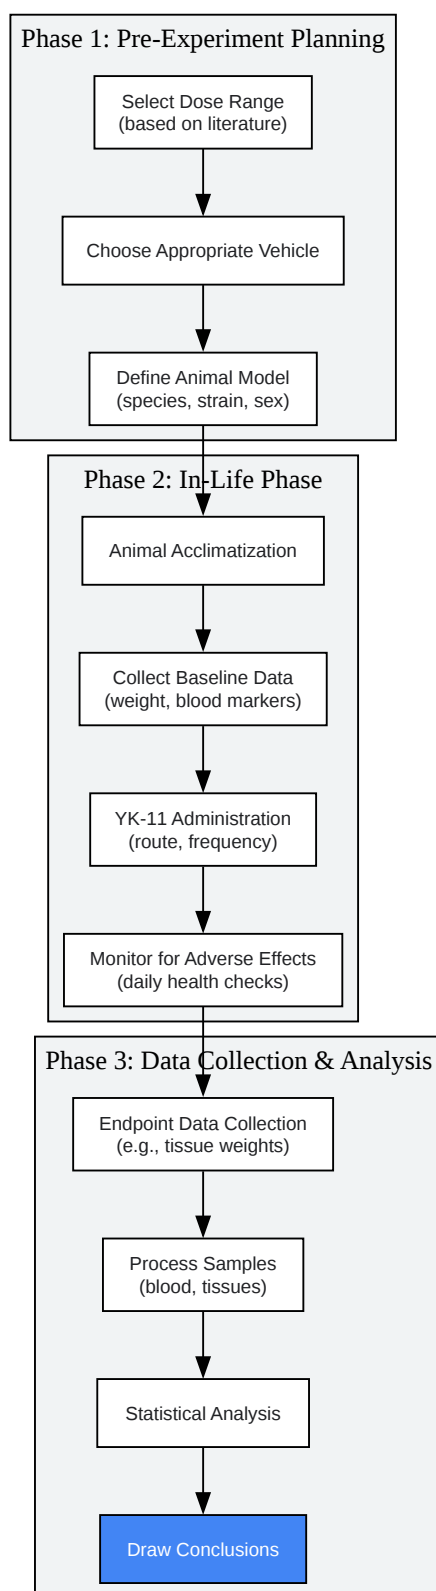 Phase 1: Pre-Experiment Planning
Select Dose Range
(based on literature)
Choose Appropriate Vehicle
Define Animal Model
(species, strain, sex)
Phase 2: In-Life Phase
Animal Acclimatization
Collect Baseline Data
(weight, blood markers)
YK-11 Administration
(route, frequency)
Monitor for Adverse Effects
(daily health checks)
Phase 3: Data Collection & Analysis
Endpoint Data Collection
(e.g., tissue weights)
Process Samples
(blood, tissues)
Statistical Analysis
Draw Conclusions